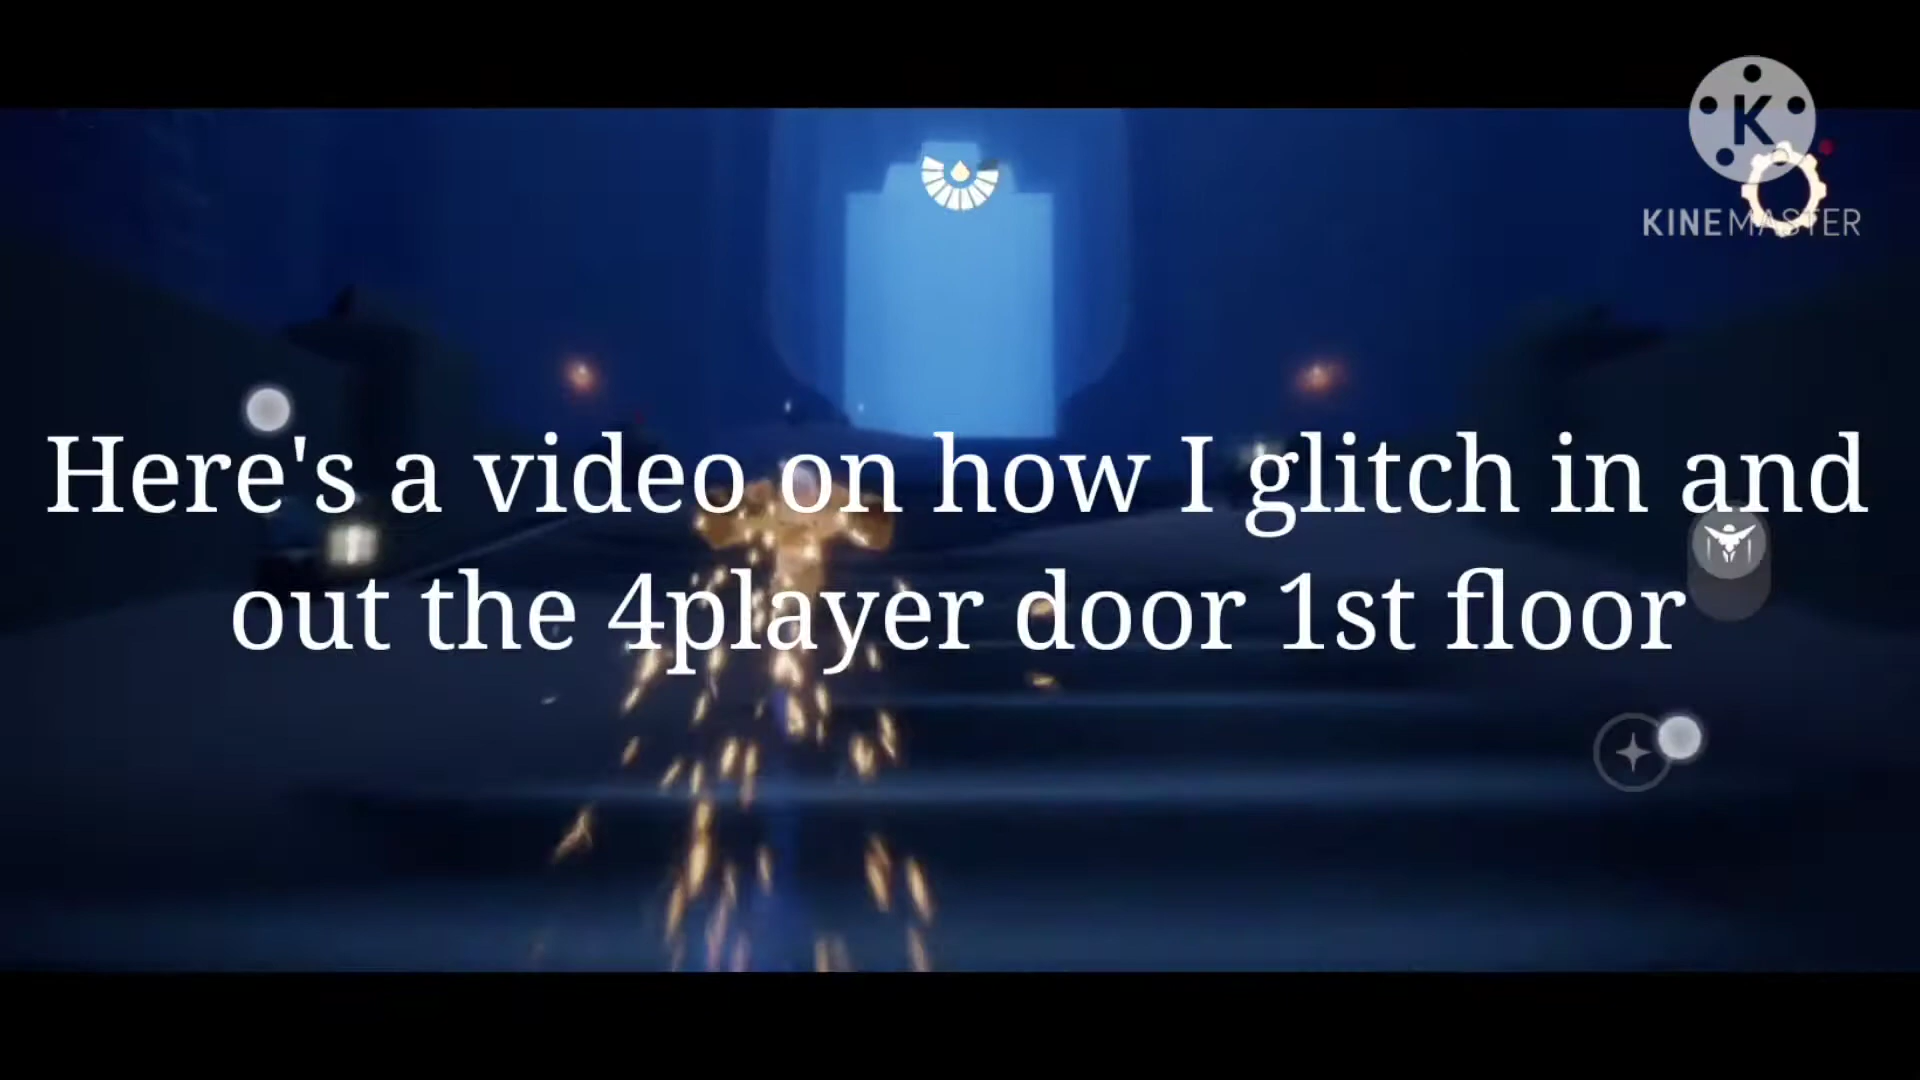 K
KINEMASTER
Here's a video on how I glitch in and
out the 4player door 1st floor